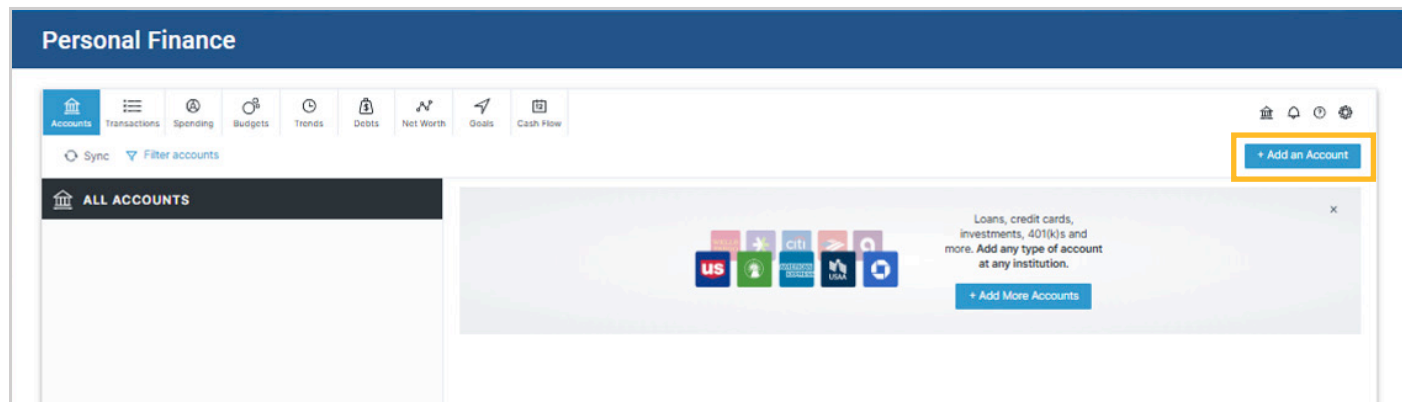 Personal Finance
Accounts
Transactions
Spending
Budgets
Trends
Debts
Net Worth
Goals
Cash Flow
Sync
Filter accounts
+ Add an Account
ALL ACCOUNTS
Loans, credit cards,
investments, 401(k)s and
more. Add any type of account
at any institution.
+ Add More Accounts
citi
us
AMERICAN
EXPRESS
USAA